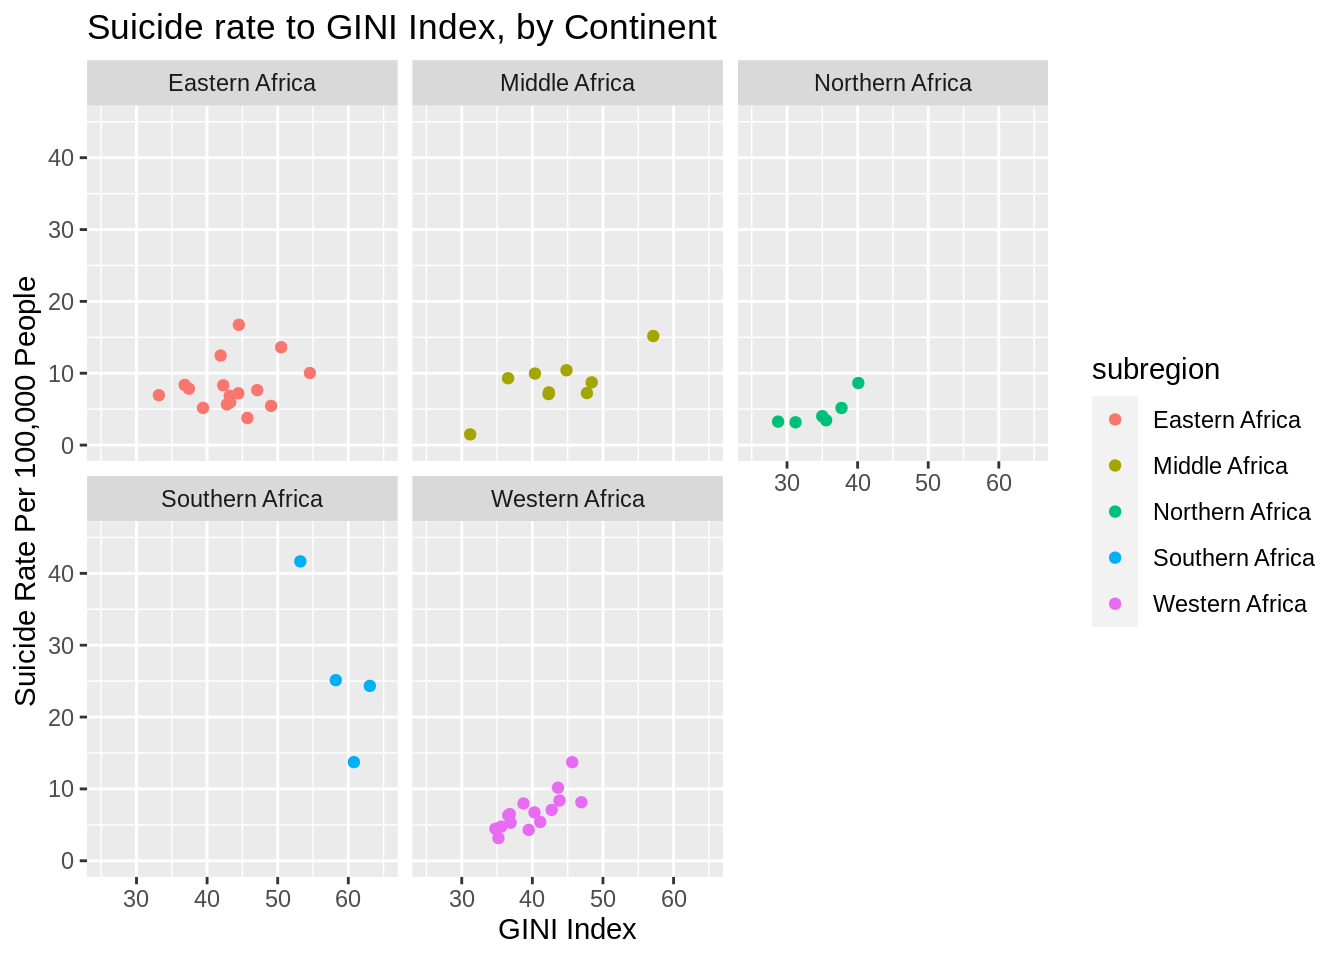 Suicide rate to GINI Index, by Continent
Eastern Africa
Middle Africa
Northern Africa
40
30
20
10
0
30 40 50 60
Southern Africa
Western Africa
40
30
20
10
0
30 40 50 60
30 40 50 60
GINI Index
Suicide Rate Per 100,000 People
subregion
Eastern Africa
Middle Africa
Northern Africa
Southern Africa
Western Africa